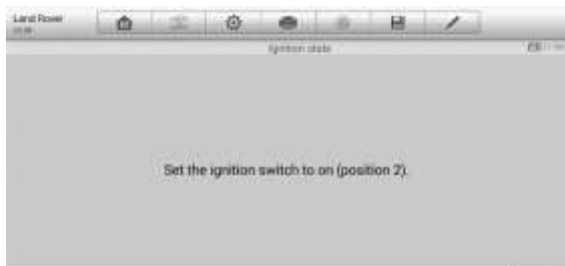 Land Rover
Ignition state
Set the ignition switch to on (position 2).